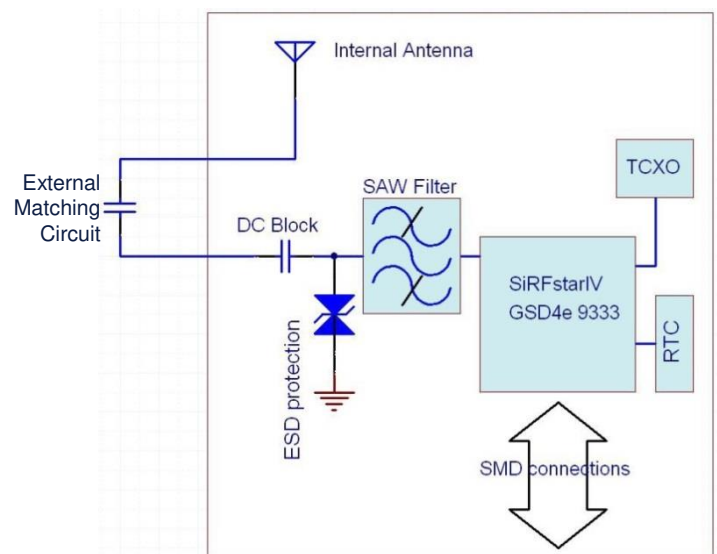 Internal Antenna
External
Matching
Circuit
DC Block
SAW Filter
TCXO
SiRFstarIV
GSD4e 9333
RTC
ESD protection
SMD connections